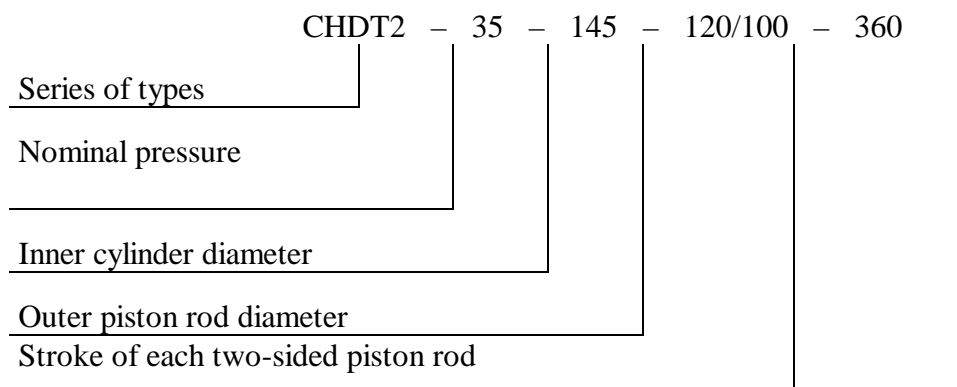 CHDT2 – 35 – 145 – 120/100 – 360
Series of types
Nominal pressure
Inner cylinder diameter
Outer piston rod diameter
Stroke of each two-sided piston rod